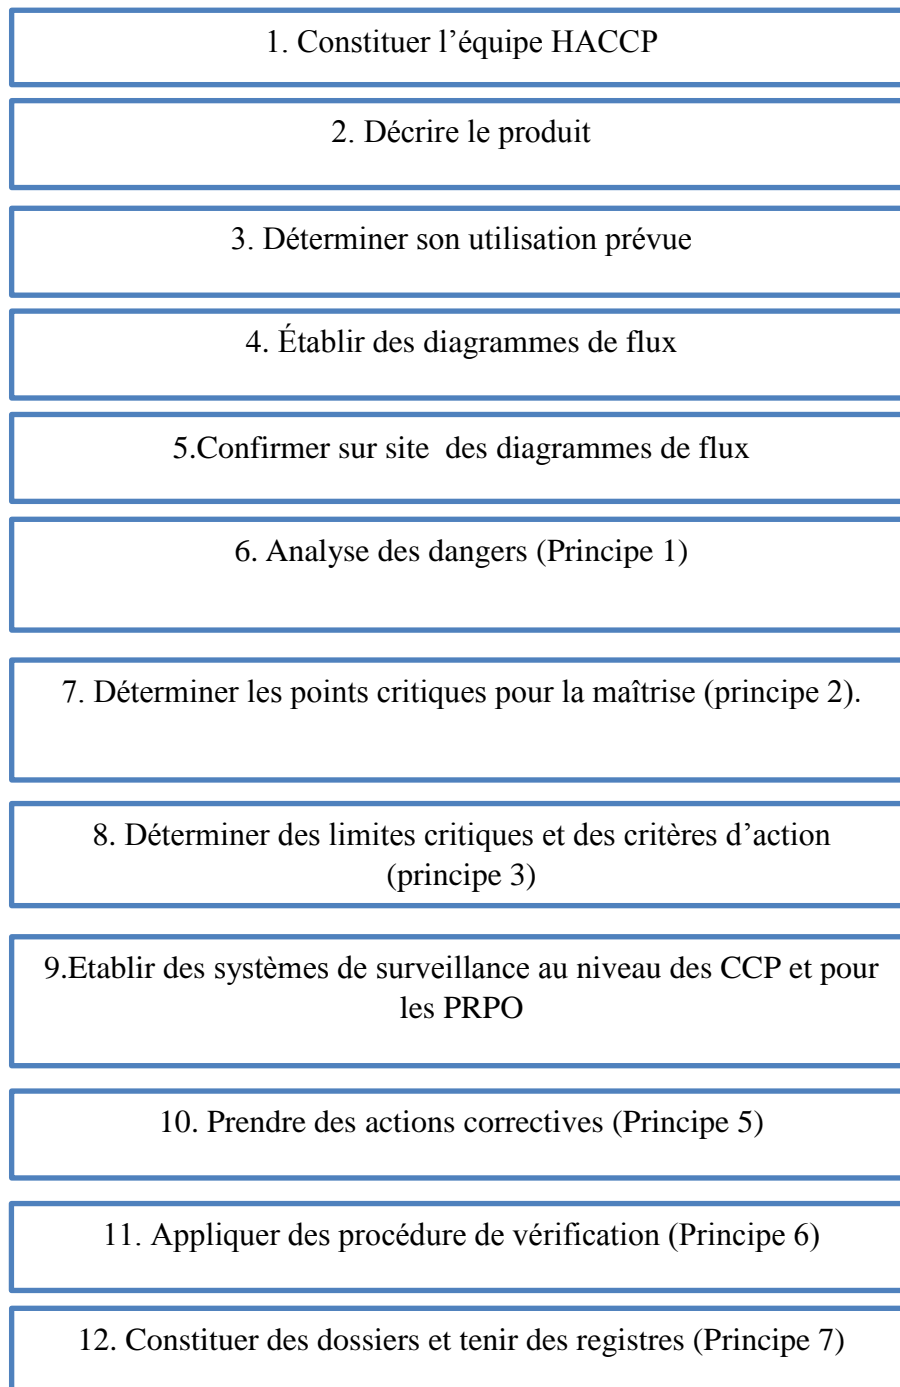 1. Constituer l’équipe HACCP
2. Décrire le produit
3. Déterminer son utilisation prévue
4. Établir des diagrammes de flux
5.Confirmer sur site  des diagrammes de flux
6. Analyse des dangers (Principe 1)
7. Déterminer les points critiques pour la maîtrise (principe 2).
8. Déterminer des limites critiques et des critères d’action
(principe 3)
9.Etablir des systèmes de surveillance au niveau des CCP et pour
les PRPO
10. Prendre des actions correctives (Principe 5)
11. Appliquer des procédure de vérification (Principe 6)
12. Constituer des dossiers et tenir des registres (Principe 7)